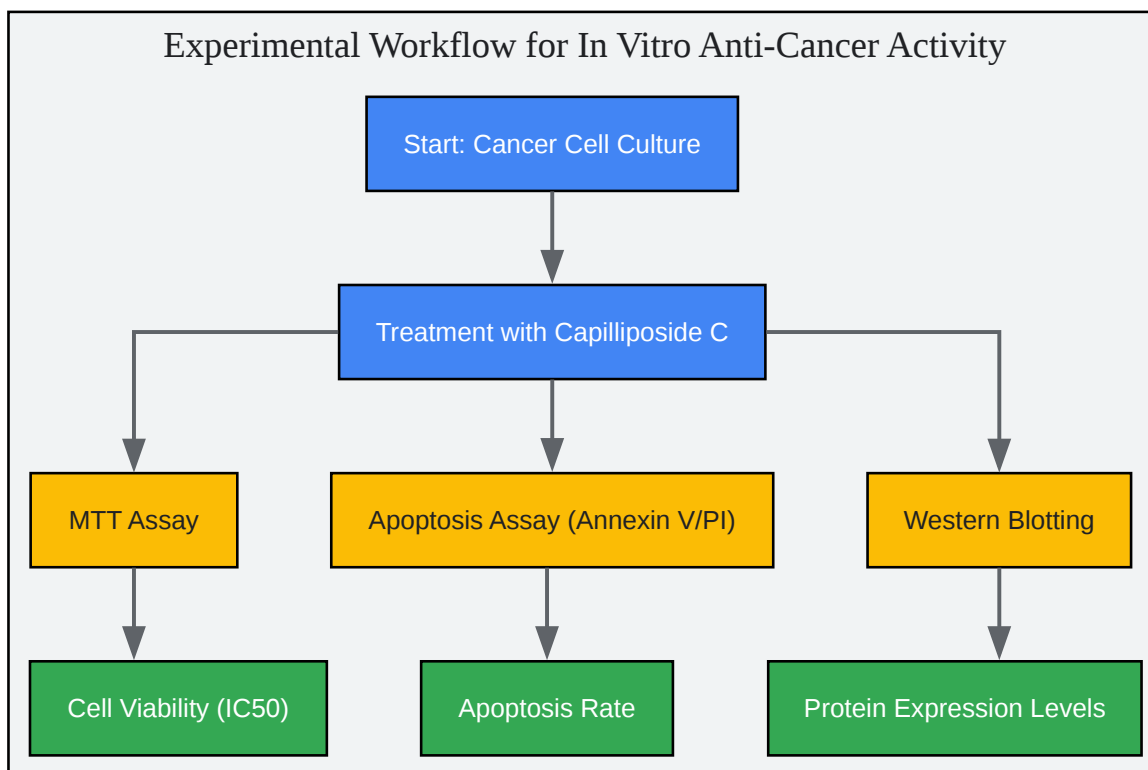 Experimental Workflow for In Vitro Anti-Cancer Activity
Start: Cancer Cell Culture
Treatment with Capilliposide C
MTT Assay
Apoptosis Assay (Annexin V/PI)
Western Blotting
Cell Viability (IC50)
Apoptosis Rate
Protein Expression Levels